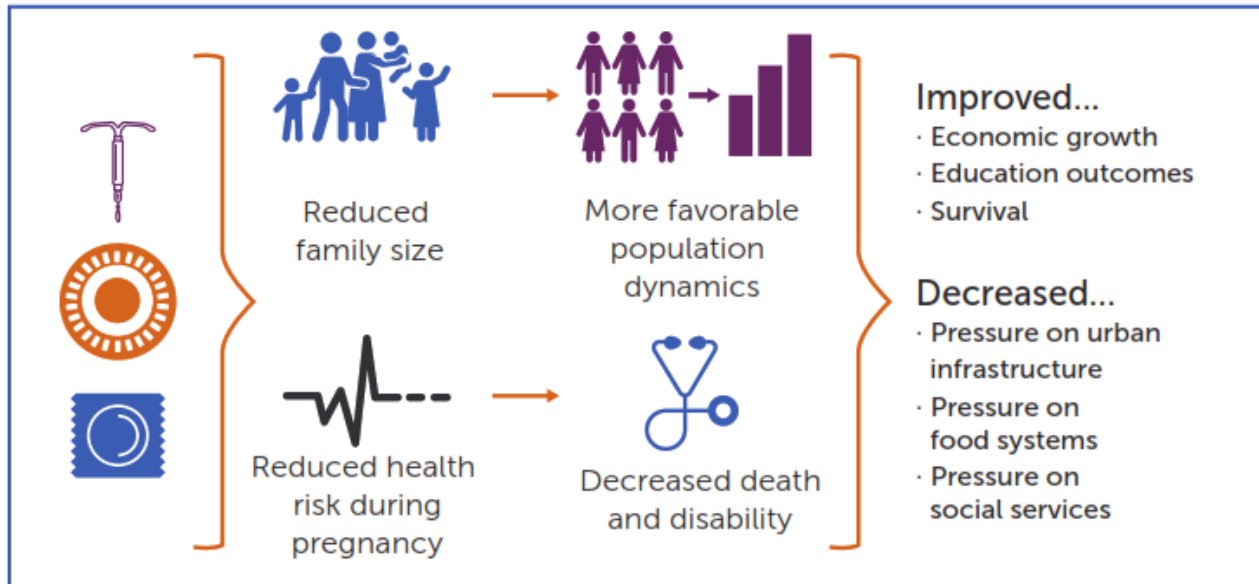 Reduced
family size
More favorable
population
dynamics
Reduced health
risk during
pregnancy
Decreased death
and disability
Improved...
· Economic growth
· Education outcomes
· Survival
Decreased...
· Pressure on urban
infrastructure
· Pressure on
food systems
· Pressure on
social services